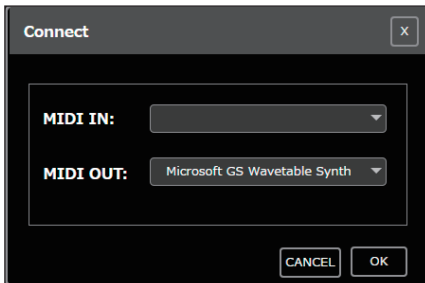 Connect
X
MIDI IN:
MIDI OUT:
Microsoft GS Wavetable Synth
CANCEL
OK